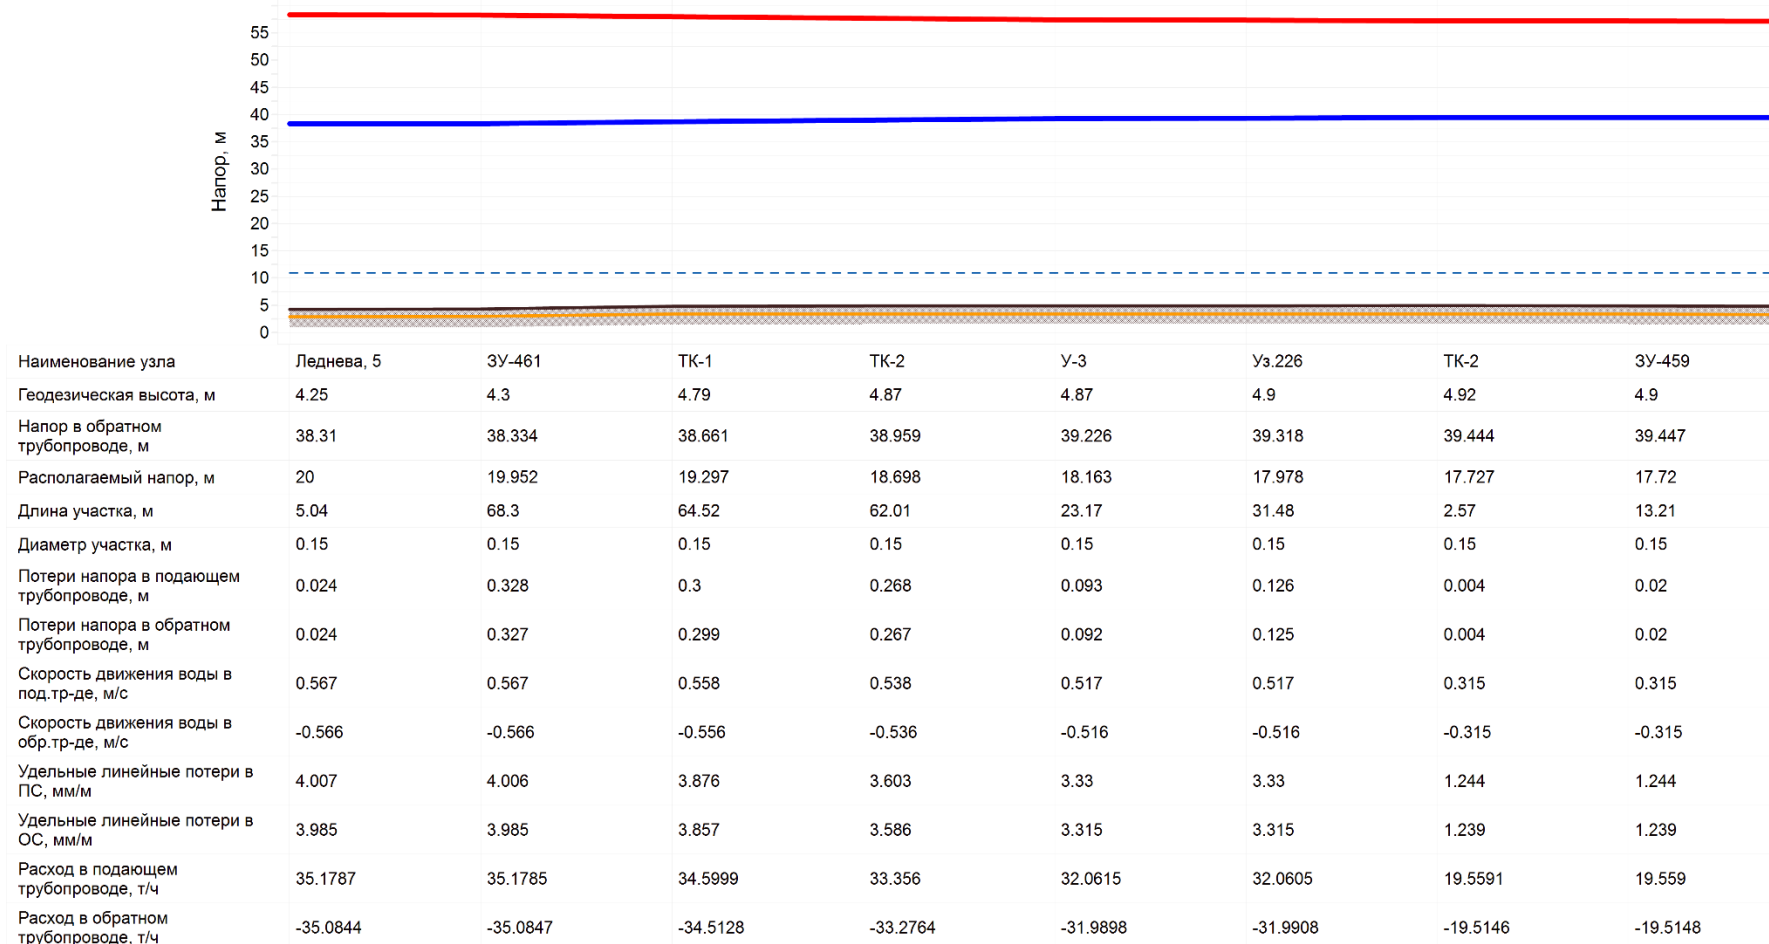 55
50
45
40
35
30
25
20
15
10
5
0
Напор, м
Наименование узла Леднева, 5 ЗУ-461 ТК-1 ТК-2 У-3 Уз.226 ТК-2 ЗУ-459
Геодезическая высота, м 4.25 4.3 4.79 4.87 4.87 4.9 4.92 4.9
Напор в обратном
трубопроводе, м 38.31 38.334 38.661 38.959 39.226 39.318 39.444 39.447
Располагаемый напор, м 20 19.952 19.297 18.698 18.163 17.978 17.727 17.72
Длина участка, м 5.04 68.3 64.52 62.01 23.17 31.48 2.57 13.21
Диаметр участка, м 0.15 0.15 0.15 0.15 0.15 0.15 0.15 0.15
Потери напора в подающем
трубопроводе, м 0.024 0.328 0.3 0.268 0.093 0.126 0.004 0.02
Потери напора в обратном
трубопроводе, м 0.024 0.327 0.299 0.267 0.092 0.125 0.004 0.02
Скорость движения воды в
под.тр-де, м/с 0.567 0.567 0.558 0.538 0.517 0.517 0.315 0.315
Скорость движения воды в
обр.тр-де, м/с -0.566 -0.566 -0.556 -0.536 -0.516 -0.516 -0.315 -0.315
Удельные линейные потери в
ПС, мм/м 4.007 4.006 3.876 3.603 3.33 3.33 1.244 1.244
Удельные линейные потери в
ОС, мм/м 3.985 3.985 3.857 3.586 3.315 3.315 1.239 1.239
Расход в подающем
трубопроводе, т/ч 35.1787 35.1785 34.5999 33.356 32.0615 32.0605 19.5591 19.559
Расход в обратном
трубопроводе, т/ч -35.0844 -35.0847 -34.5128 -33.2764 -31.9898 -31.9908 -19.5146 -19.5148